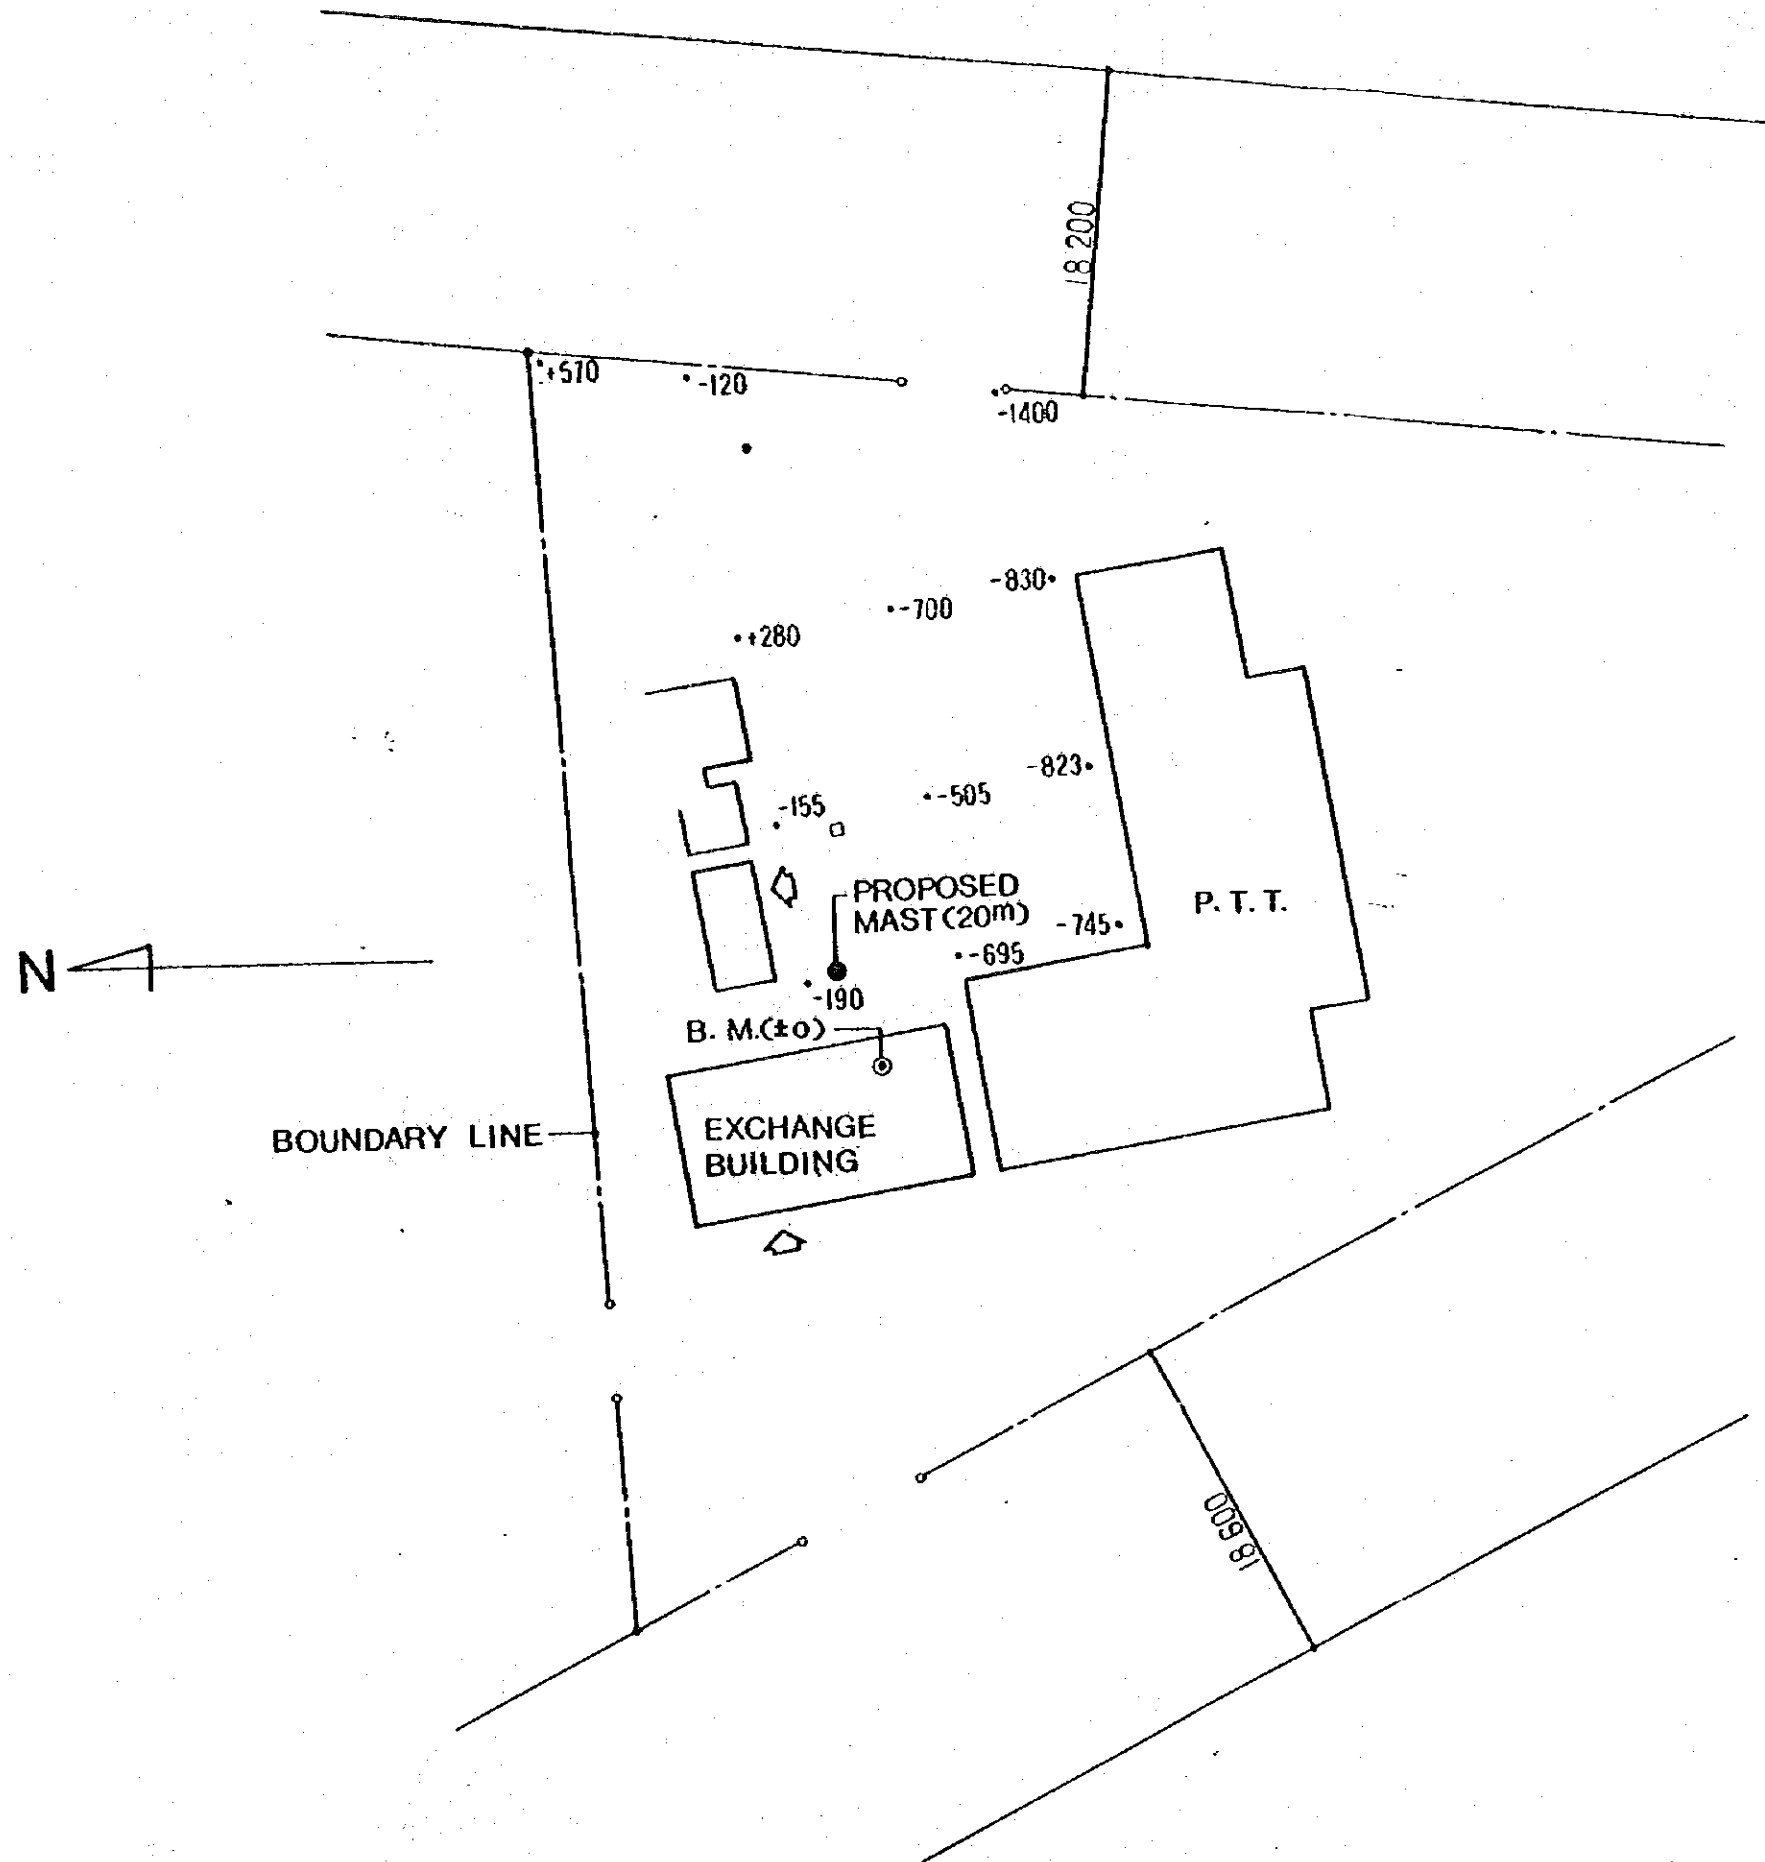 18 200
+570
-120
-1400
-830
-700
+280
-823
-505
-155
PROPOSED
MAST (20m)
P. T. T.
-745
-695
N
-190
B. M.(±0)
BOUNDARY LINE
EXCHANGE
BUILDING
18 600